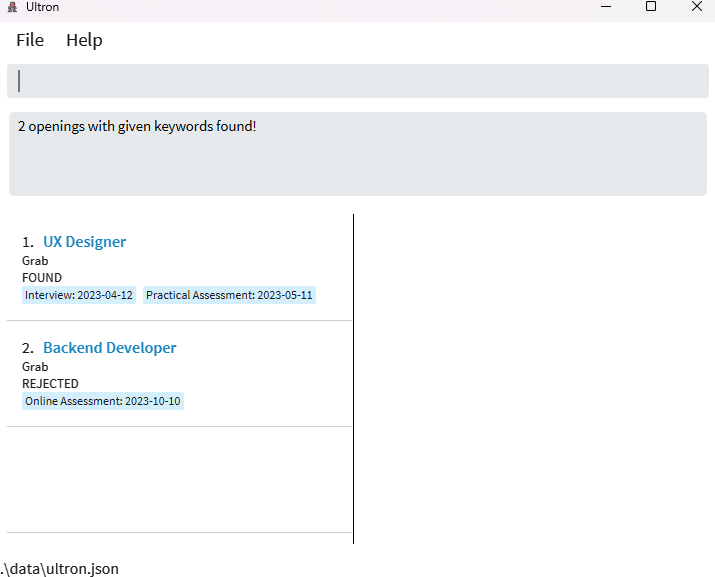 Ultron
File Help
2 openings with given keywords found!
1. UX Designer
Grab
FOUND
Interview: 2023-04-12 Practical Assessment: 2023-05-11
2. Backend Developer
Grab
REJECTED
Online Assessment: 2023-10-10
.\data\ultron.json